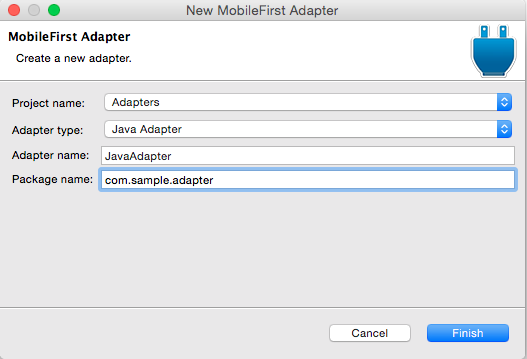 New MobileFirst Adapter
MobileFirst Adapter
Create a new adapter.
Project name: Adapters
Adapter type: Java Adapter
Adapter name: JavaAdapter
Package name: com.sample.adapter
Cancel Finish